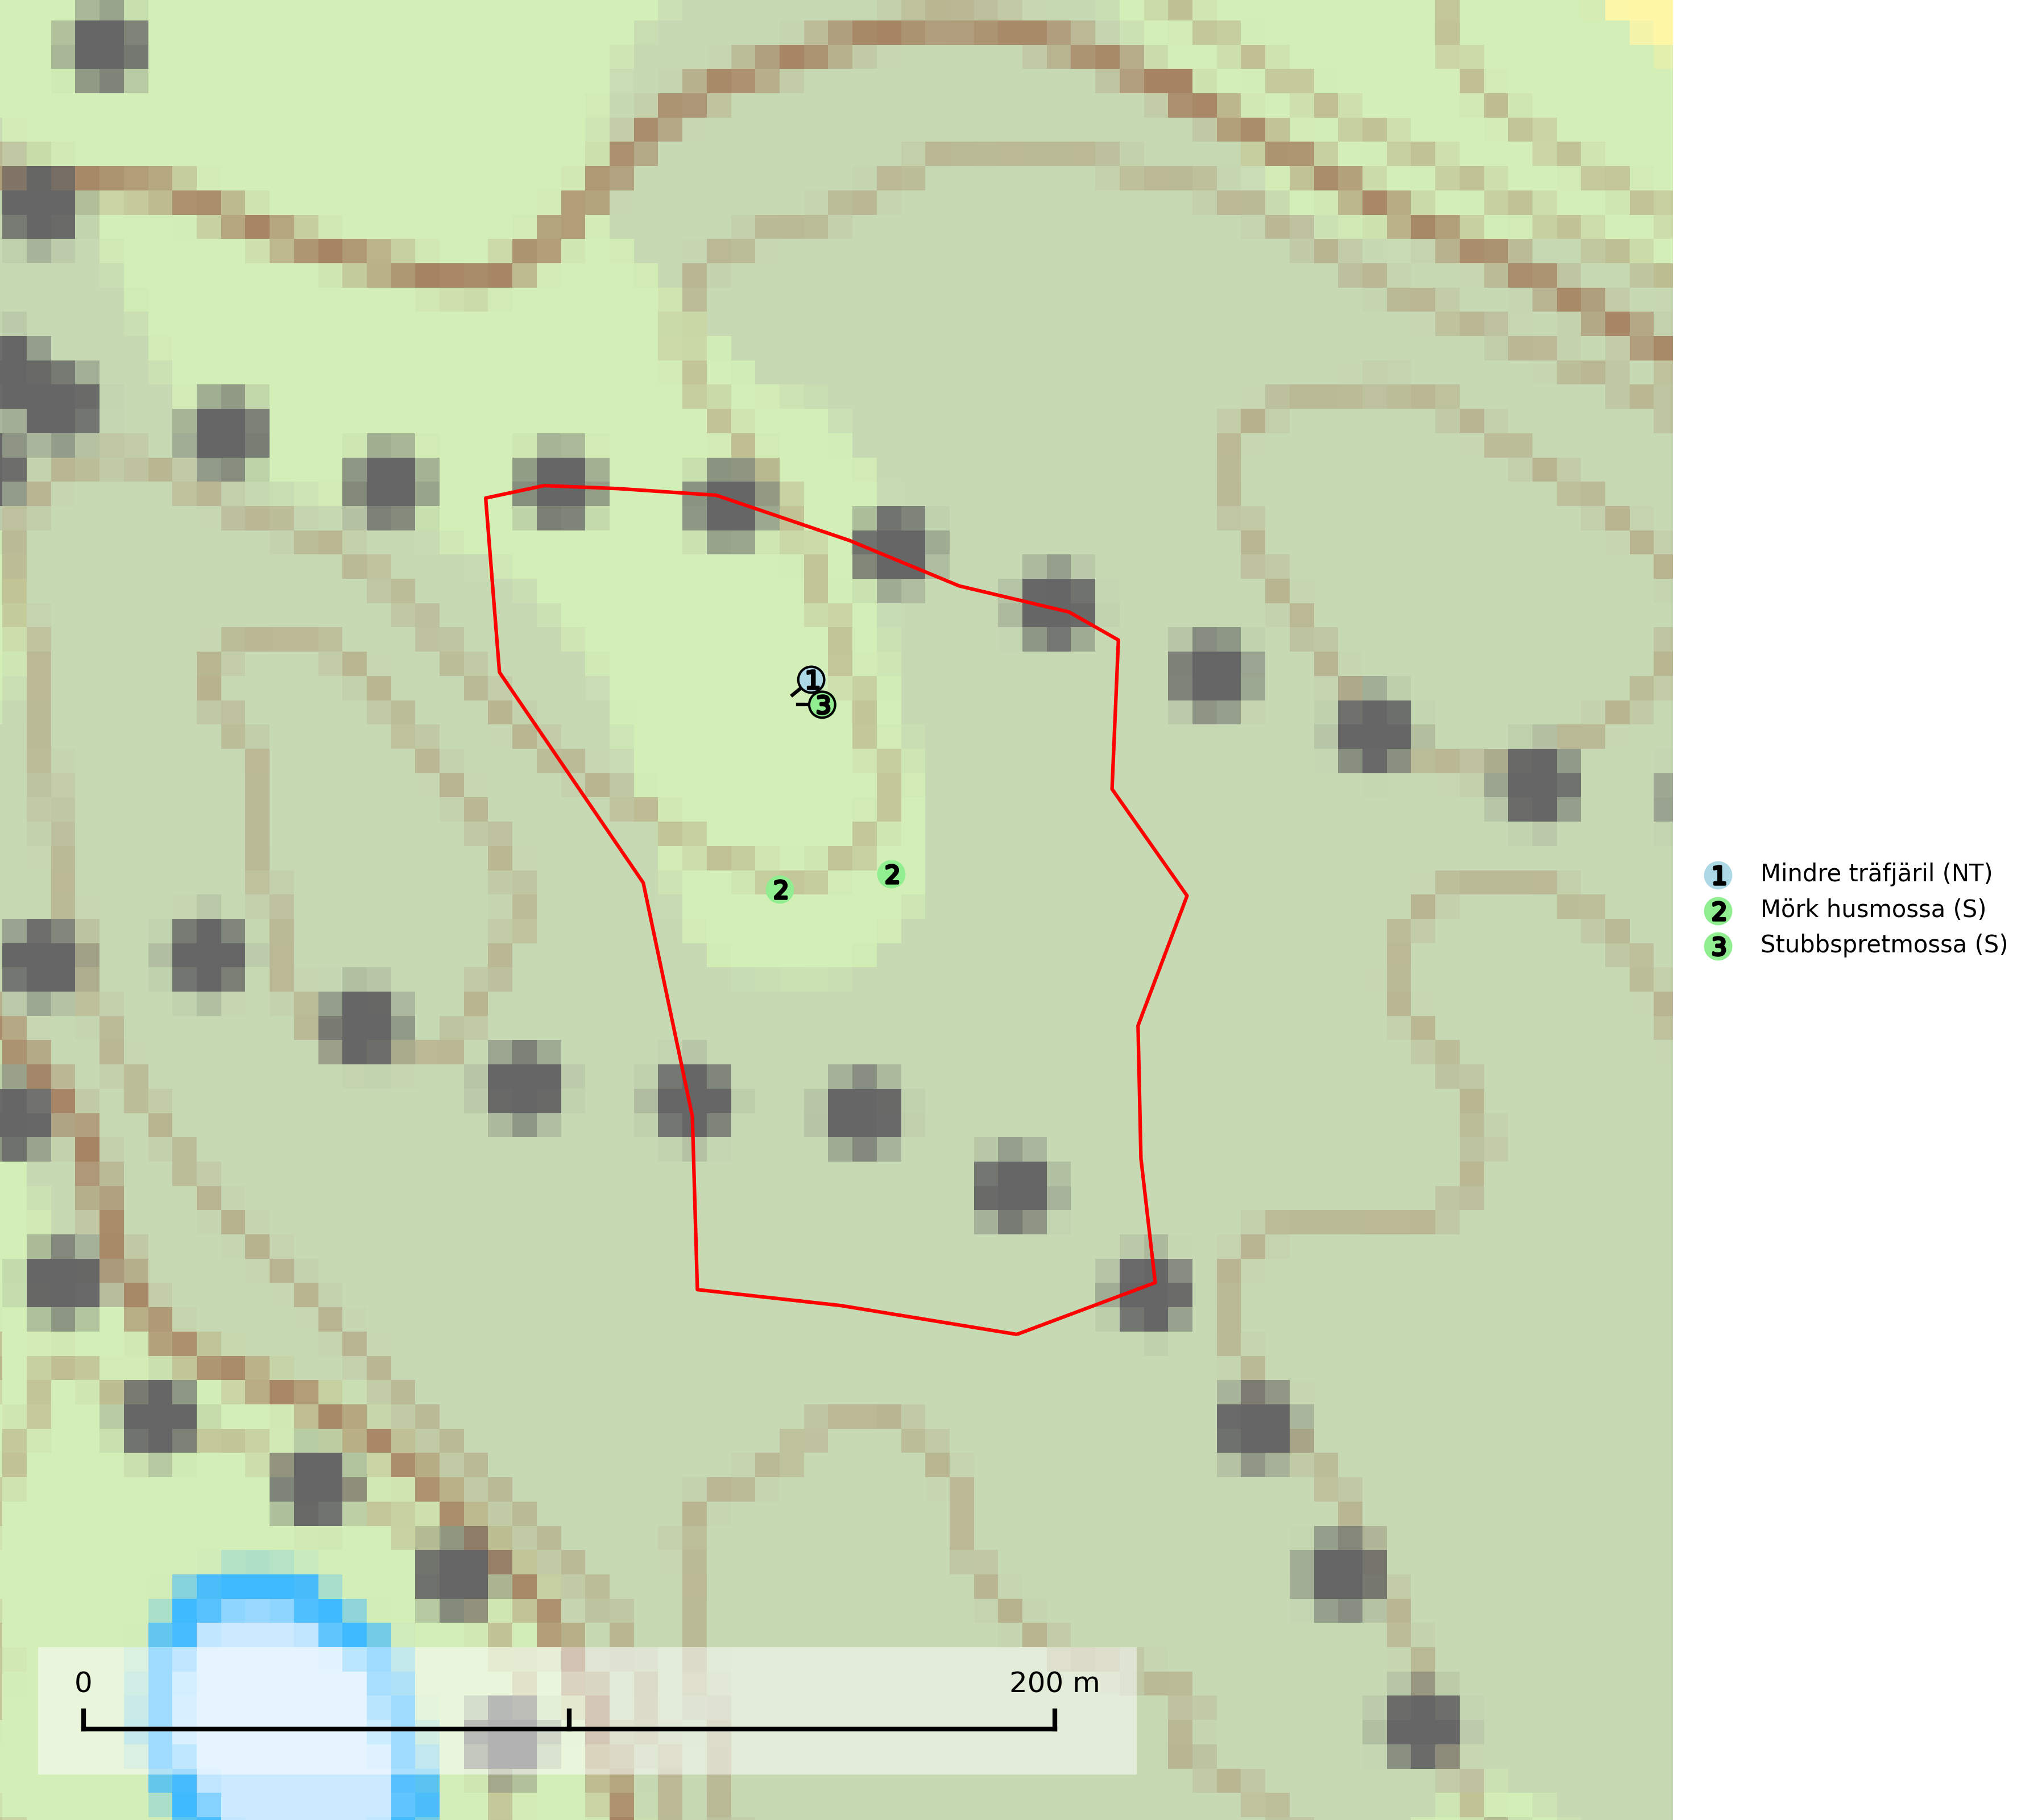 1
3
2
2
1 Mindre träfjäril (NT)
2 Mörk husmossa (S)
3 Stubbspretmossa (S)
0 200 m